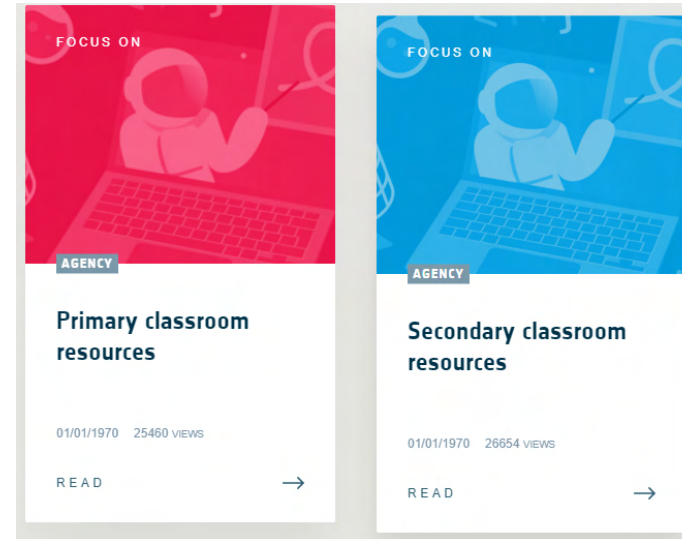 FOCUS ON
AGENCY
Primary classroom
resources
01/01/1970 25460 VIEWS
READ
FOCUS ON
AGENCY
Secondary classroom
resources
01/01/1970 26654 VIEWS
READ